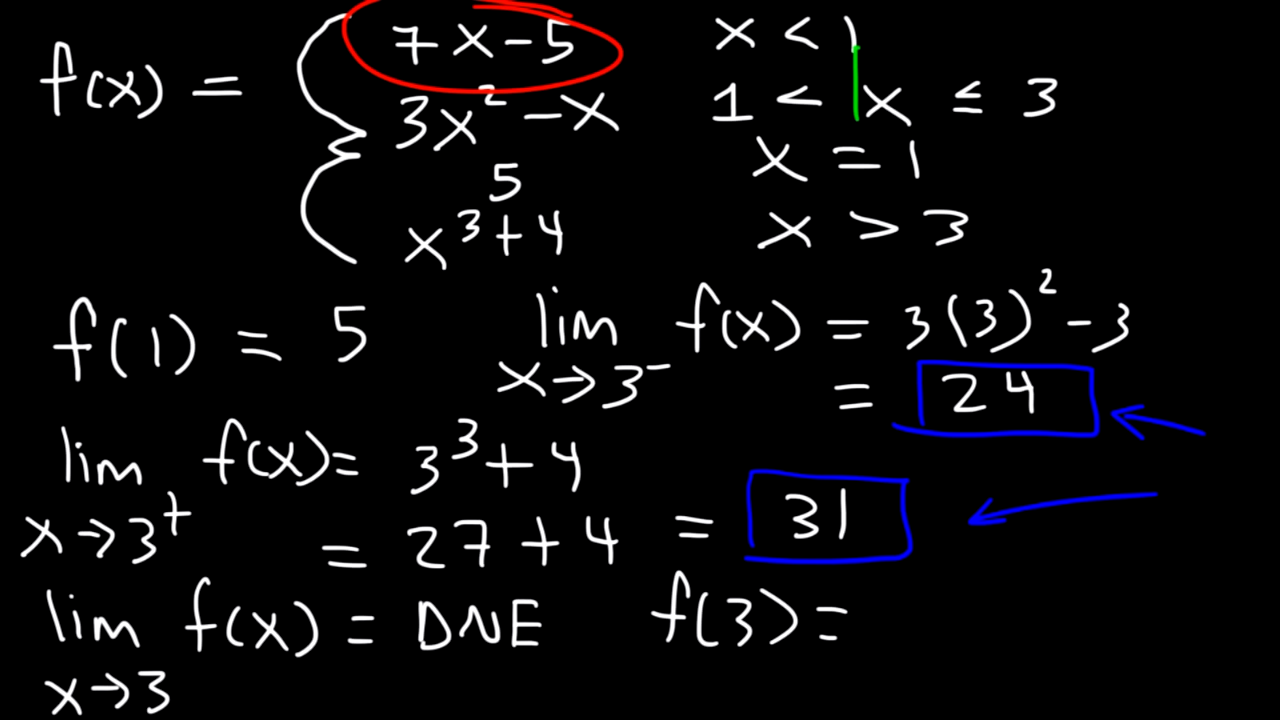 f(x) = { 7x-5 x < 1
3x² - x 1 < x ≤ 3
5 x = 1
x³+4 x > 3
f(1) = 5 lim x→3⁻ f(x) = 3(3)² - 3
= 24
lim x→3⁺ f(x) = 3³+4
= 27+4 = 31
lim x→3 f(x) = DNE f(3) =